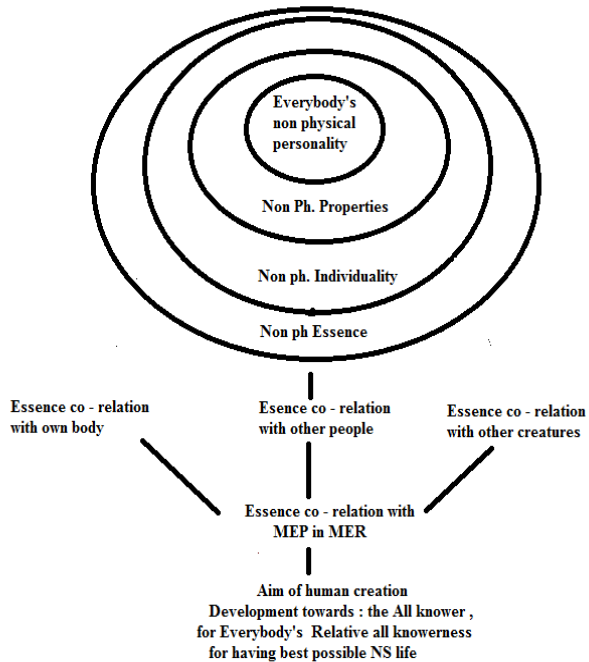 Everybody's
non physical
personality
Non Ph. Properties
Non ph. Individuality
Non ph Essence
Essence co - relation
with own body
Esence co - relation
with other people
Essence co - relation
with other creatures
Essence co - relation with
MEP in MER
Aim of human creation
Development towards : the All knower ,
for Everybody's Relative all knowerness
for having best possible NS life